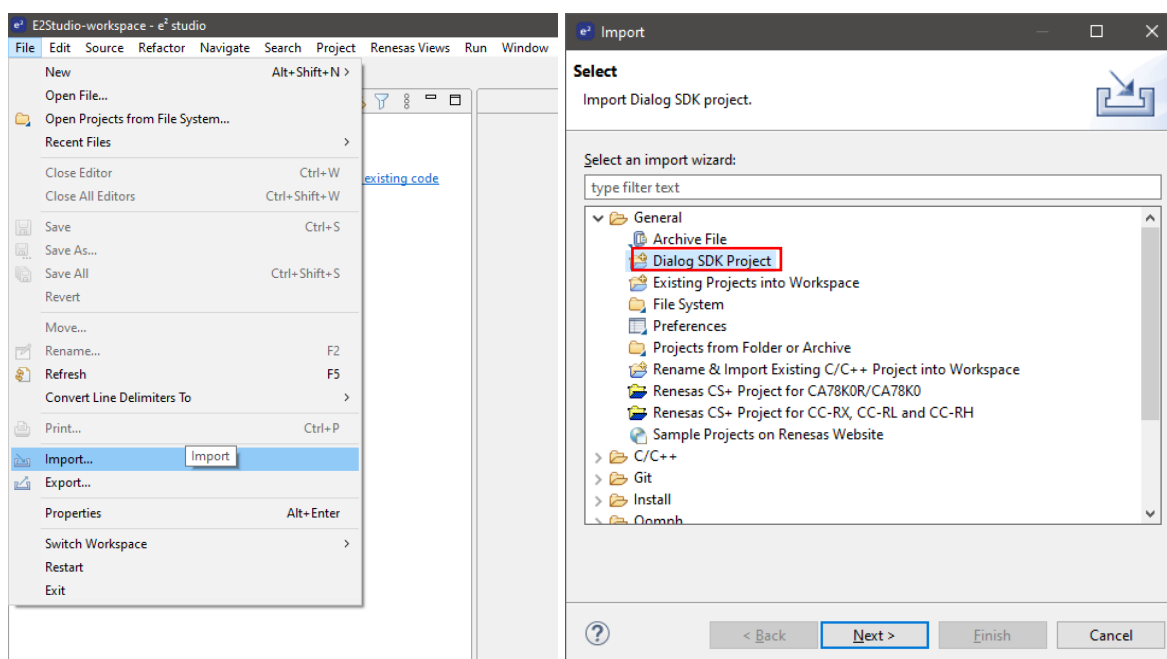 E2Studio-workspace - e² studio
File Edit Source Refactor Navigate Search Project Renesas Views Run Window
New Alt+Shift+N >
Open File...
Open Projects from File System...
Recent Files >
Close Editor Ctrl+W
Close All Editors Ctrl+Shift+W
Save Ctrl+S
Save As...
Save All Ctrl+Shift+S
Revert
Move...
Rename... F2
Refresh F5
Convert Line Delimiters To >
Print... Ctrl+P
Import... Import
Export...
Properties Alt+Enter
Switch Workspace >
Restart
Exit
existing code
e² Import
Select
Import Dialog SDK project.
Select an import wizard:
type filter text
General
Archive File
Dialog SDK Project
Existing Projects into Workspace
File System
Preferences
Projects from Folder or Archive
Rename & Import Existing C/C++ Project into Workspace
Renesas CS+ Project for CA78K0R/CA78K0
Renesas CS+ Project for CC-RX, CC-RL and CC-RH
Sample Projects on Renesas Website
C/C++
Git
Install
Oomph
< Back Next > Finish Cancel